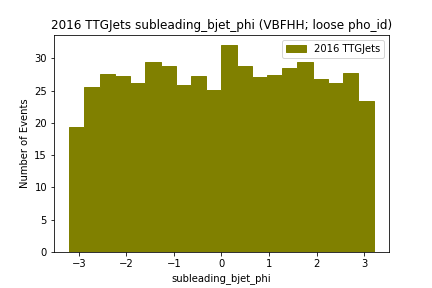 2016 TTGJets subleading_bjet_phi (VBFHH; loose pho_id)
2016 TTGJets
Number of Events
30
25
20
15
10
5
0
−3 −2 −1 0 1 2 3
subleading_bjet_phi